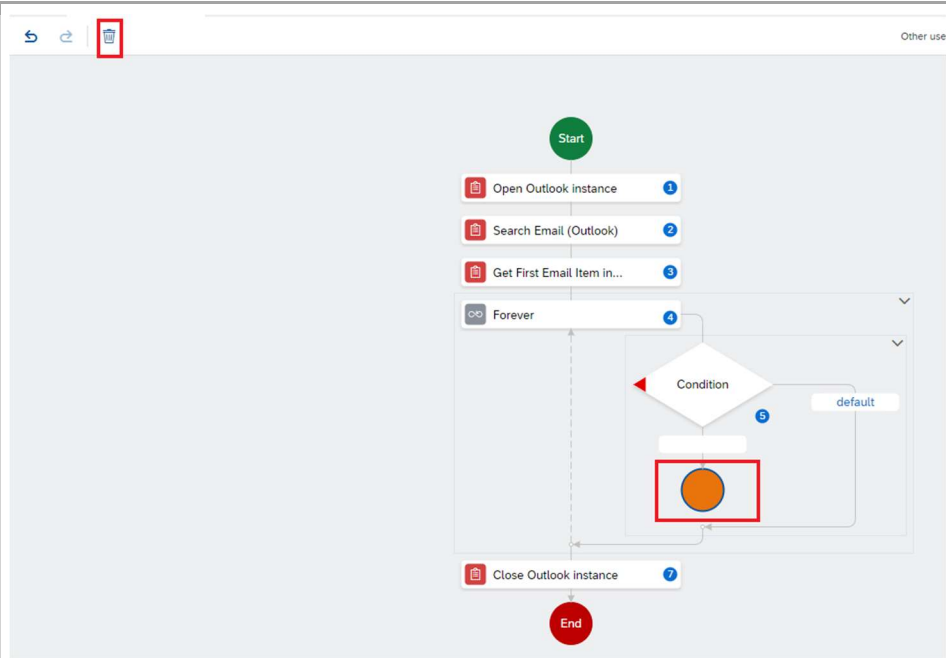 Other use
Start
Open Outlook instance 1
Search Email (Outlook) 2
Get First Email Item in... 3
Forever 4
Condition
default
5
Close Outlook instance 7
End